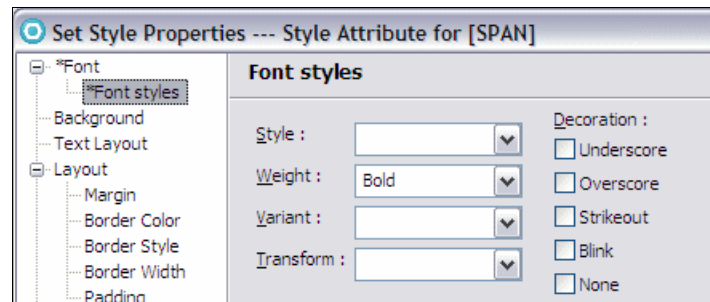 Set Style Properties --- Style Attribute for [SPAN]
*Font
*Font styles
Background
Text Layout
Layout
Margin
Border Color
Border Style
Border Width
Padding
Font styles
Style :
Weight : Bold
Variant :
Transform :
Decoration :
Underscore
Overscore
Strikeout
Blink
None